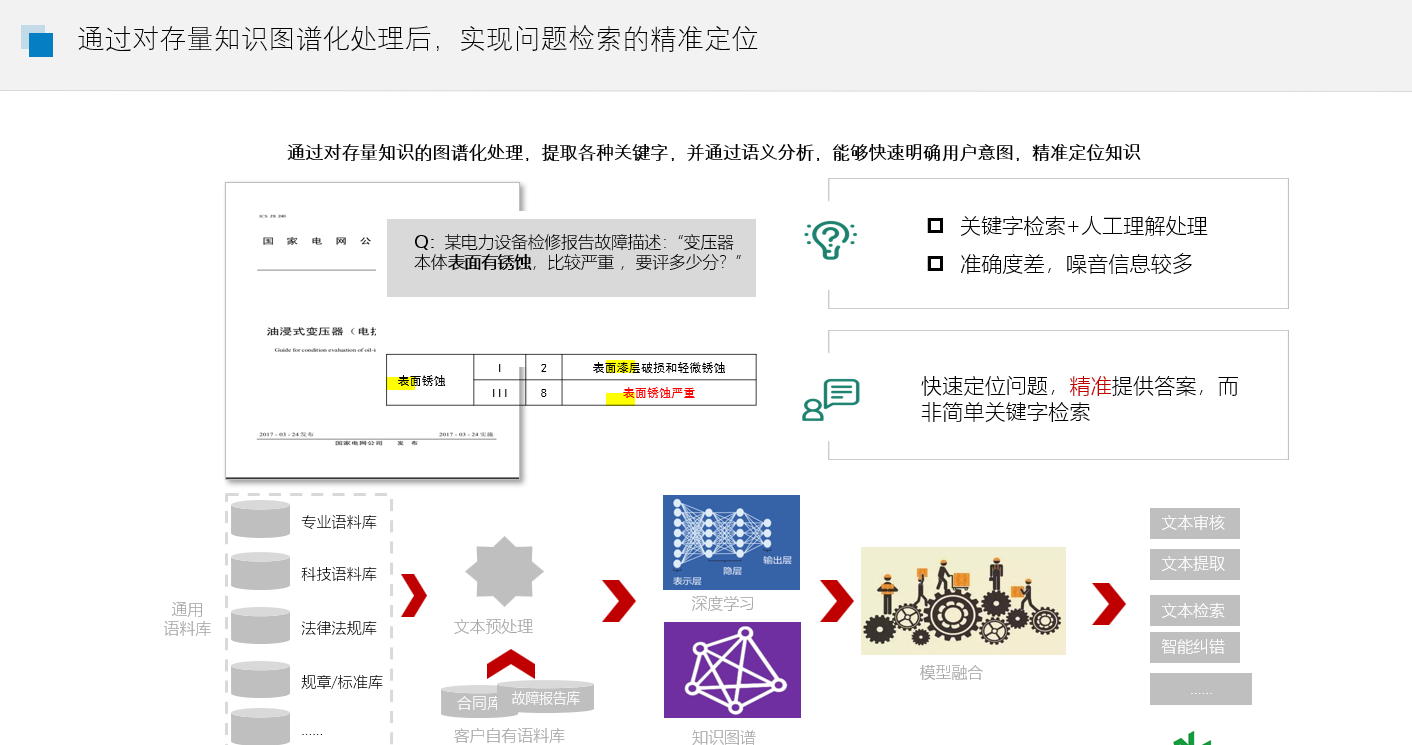 通过对存量知识图谱化处理后，实现问题检索的精准定位
通过对存量知识的图谱化处理，提取各种关键字，并通过语义分析，能够快速明确用户意图，精准定位知识
ICS 29.240
国 家 电 网 公
油浸式变压器（电抗
Guide for condition evaluation of oil-i
2017 - 03 - 24 发布
2017 - 03 - 24 实施
国家电网公司 发 布
Q：某电力设备检修报告故障描述：“变压器
本体表面有锈蚀，比较严重 ，要评多少分？”
表面锈蚀
I 2 表面漆层破损和轻微锈蚀
III 8 表面锈蚀严重
关键字检索+人工理解处理
准确度差，噪音信息较多
快速定位问题，精准提供答案，而
非简单关键字检索
通用
语料库
专业语料库
科技语料库
法律法规库
规章/标准库
......
文本预处理
合同库
故障报告库
客户自有语料库
表示层
隐层
输出层
深度学习
知识图谱
模型融合
文本审核
文本提取
文本检索
智能纠错
......